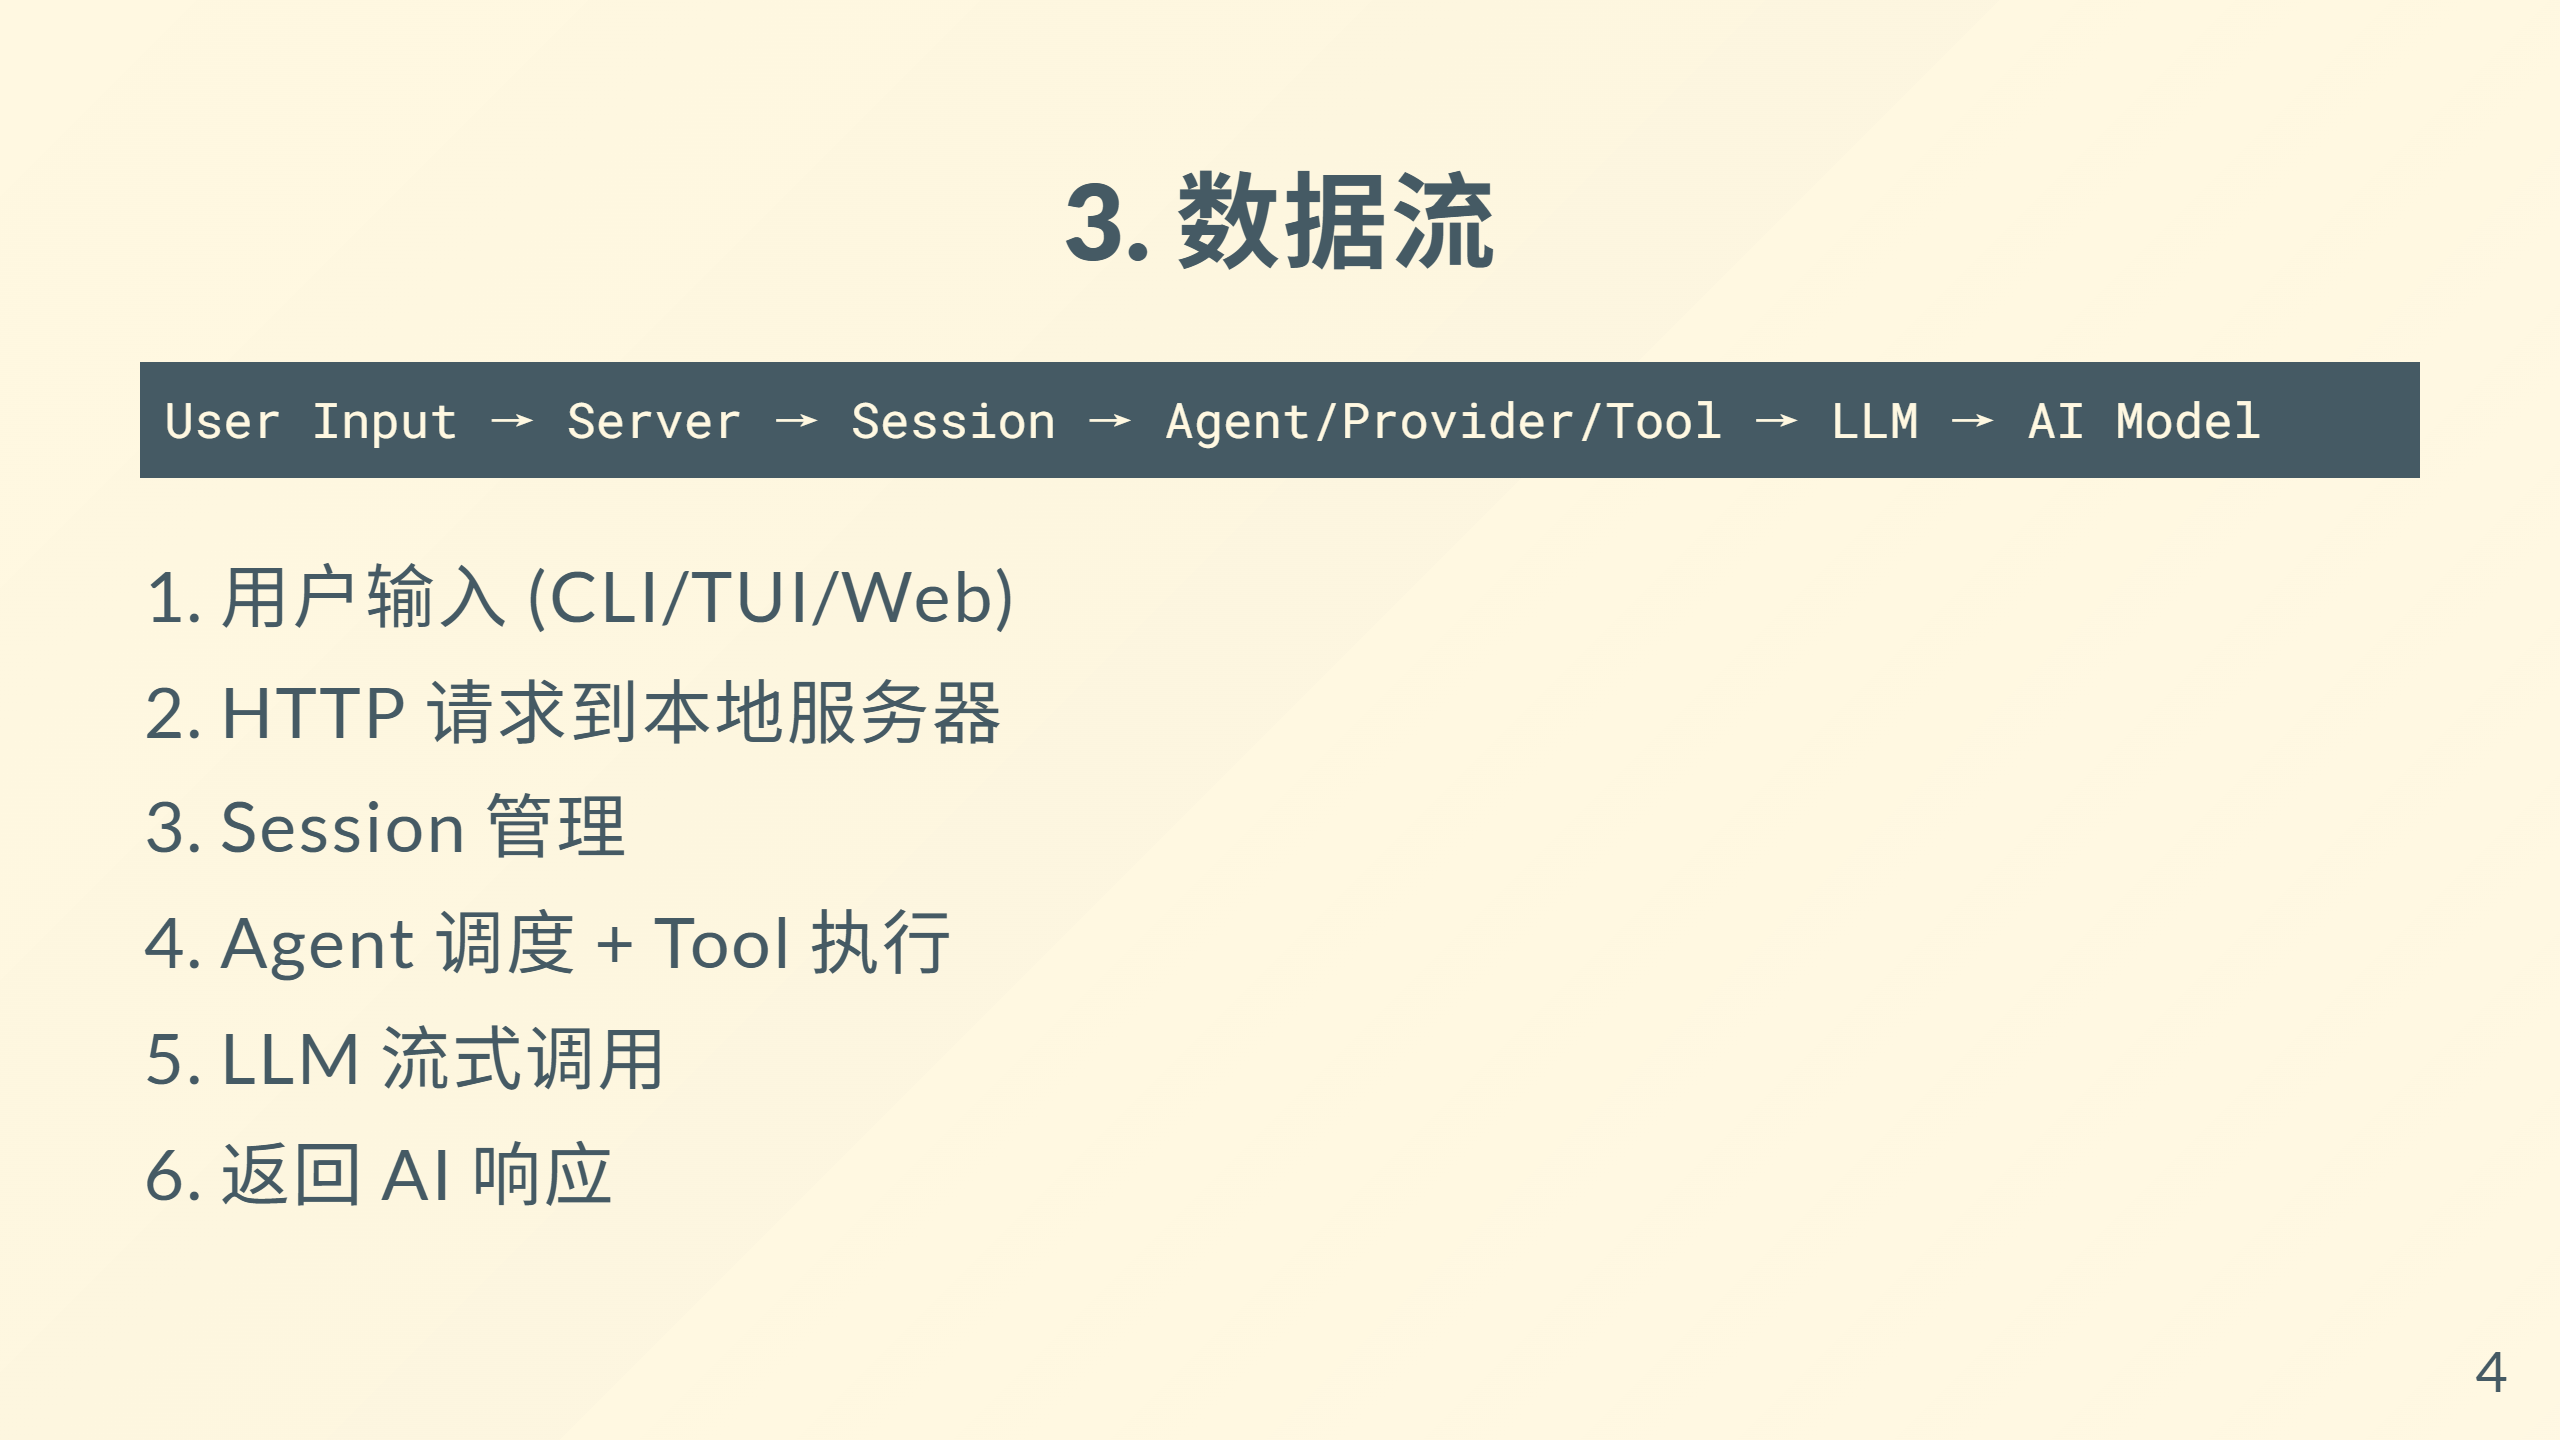 3. 数据流
User Input → Server → Session → Agent/Provider/Tool → LLM → AI Model
1. 用户输入 (CLI/TUI/Web)
2. HTTP 请求到本地服务器
3. Session 管理
4. Agent 调度 + Tool 执行
5. LLM 流式调用
6. 返回 AI 响应
4